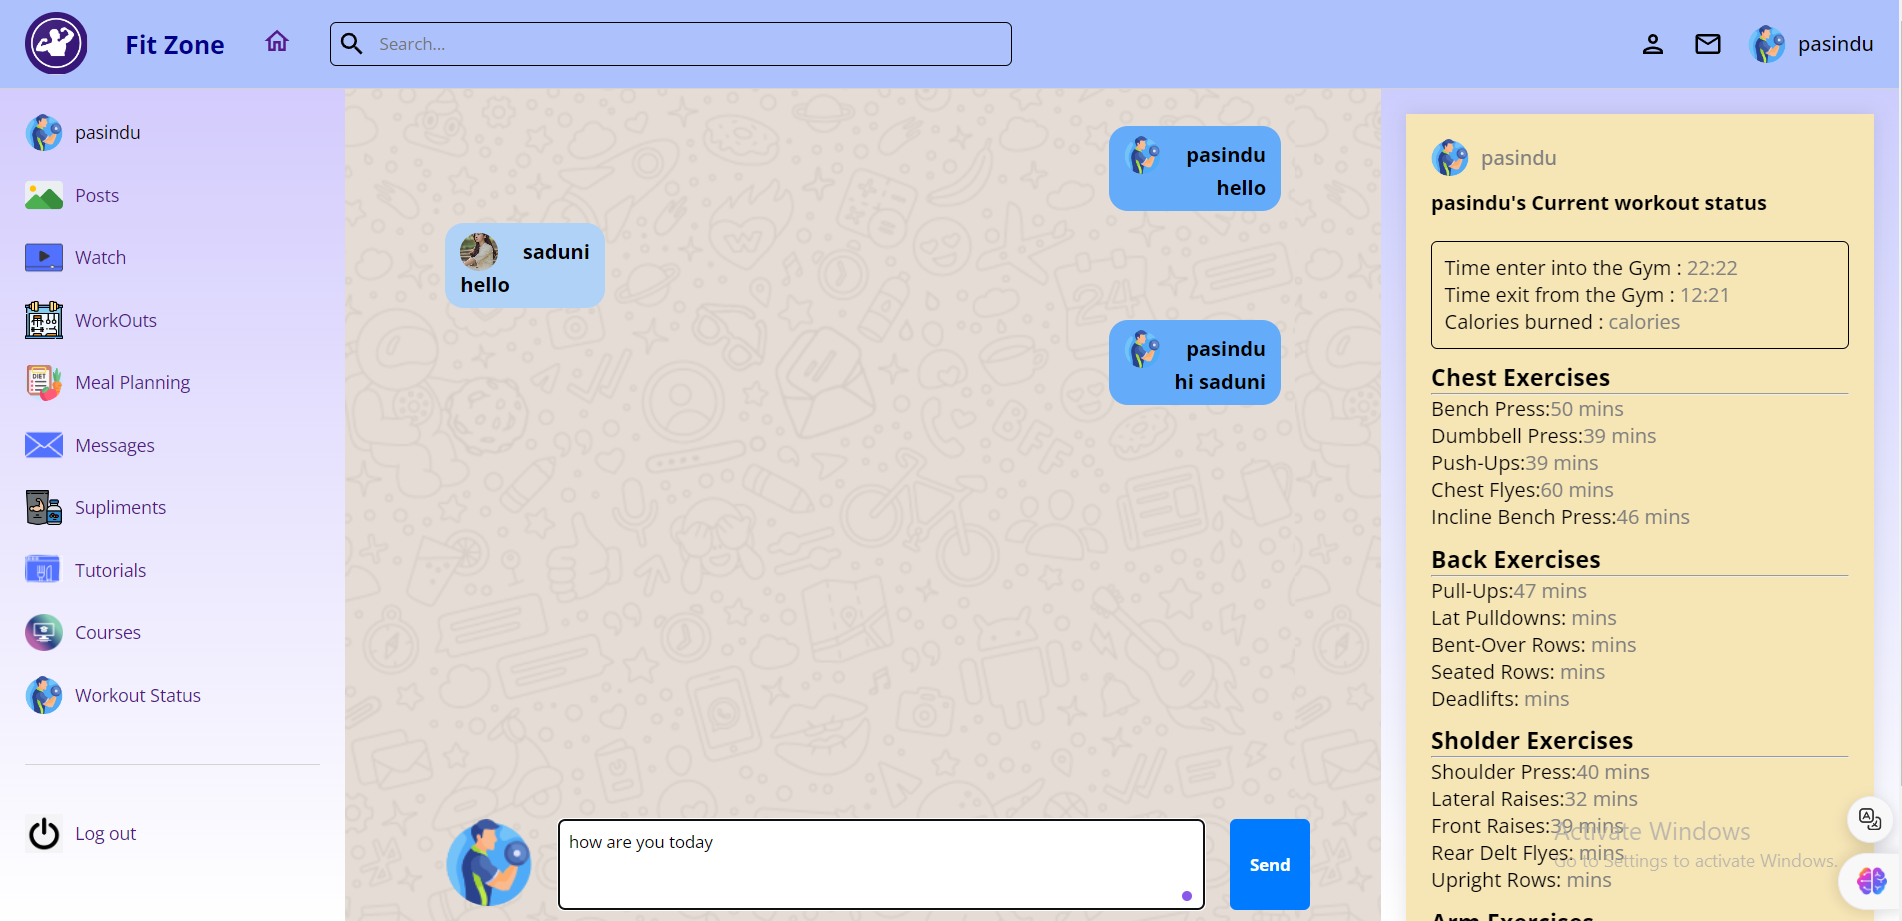 Fit Zone
Search...
pasindu
pasindu
Posts
Watch
WorkOuts
Meal Planning
Messages
Supliments
Tutorials
Courses
Workout Status
Log out
pasindu
hello
saduni
hello
pasindu
hi saduni
how are you today
Send
pasindu
pasindu's Current workout status
Time enter into the Gym : 22:22
Time exit from the Gym : 12:21
Calories burned : calories
Chest Exercises
Bench Press:50 mins
Dumbbell Press:39 mins
Push-Ups:39 mins
Chest Flyes:60 mins
Incline Bench Press:46 mins
Back Exercises
Pull-Ups:47 mins
Lat Pulldowns: mins
Bent-Over Rows: mins
Seated Rows: mins
Deadlifts: mins
Sholder Exercises
Shoulder Press:40 mins
Lateral Raises:32 mins
Front Raises:39 mins
Rear Delt Flyes: mins
Upright Rows: mins
Arm Exercises
Activate Windows
Go to Settings to activate Windows.